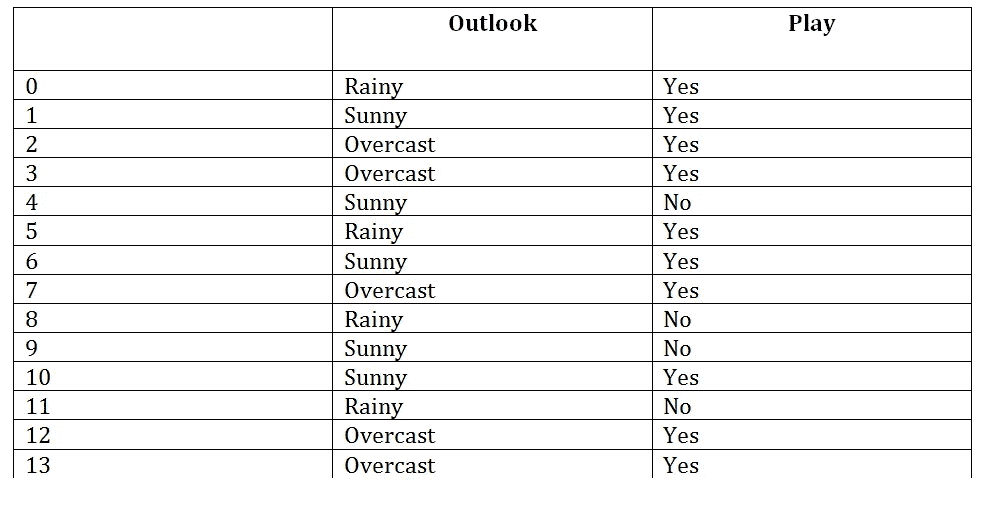 Outlook Play
0 Rainy Yes
1 Sunny Yes
2 Overcast Yes
3 Overcast Yes
4 Sunny No
5 Rainy Yes
6 Sunny Yes
7 Overcast Yes
8 Rainy No
9 Sunny No
10 Sunny Yes
11 Rainy No
12 Overcast Yes
13 Overcast Yes